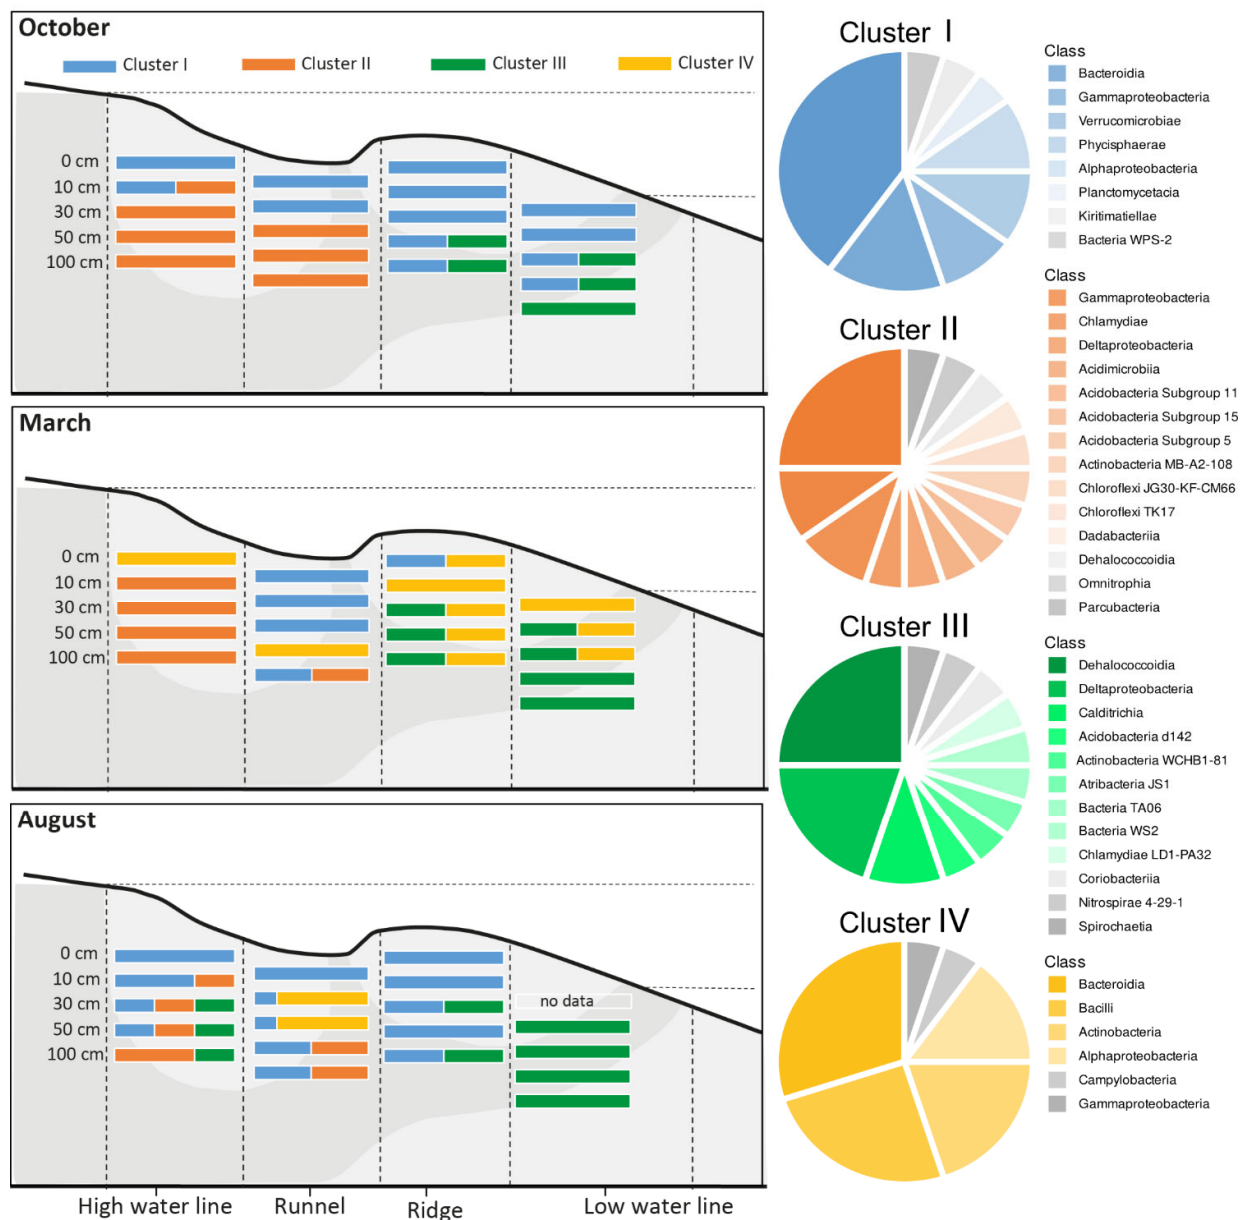 October
Cluster I
Cluster II
Cluster III
Cluster IV
0 cm
10 cm
30 cm
50 cm
100 cm
March
0 cm
10 cm
30 cm
50 cm
100 cm
August
0 cm
10 cm
30 cm
50 cm
100 cm
no data
High water line
Runnel
Ridge
Low water line
Cluster I
Class
Bacteroidia
Gammaproteobacteria
Verrucomicrobiae
Phycisphaerae
Alphaproteobacteria
Planctomycetacia
Kiritimatiellae
Bacteria WPS-2
Cluster II
Class
Gammaproteobacteria
Chlamydiae
Deltaproteobacteria
Acidimicrobiia
Acidobacteria Subgroup 11
Acidobacteria Subgroup 15
Acidobacteria Subgroup 5
Actinobacteria MB-A2-108
Chloroflexi JG30-KF-CM66
Chloroflexi TK17
Dadabacteriia
Dehalococcoidia
Omnitrophia
Parcubacteria
Cluster III
Class
Dehalococcoidia
Deltaproteobacteria
Calditrichia
Acidobacteria d142
Actinobacteria WCHB1-81
Atribacteria JS1
Bacteria TA06
Bacteria WS2
Chlamydiae LD1-PA32
Coriobacteriia
Nitrospirae 4-29-1
Spirochaetia
Cluster IV
Class
Bacteroidia
Bacilli
Actinobacteria
Alphaproteobacteria
Campylobacteria
Gammaproteobacteria